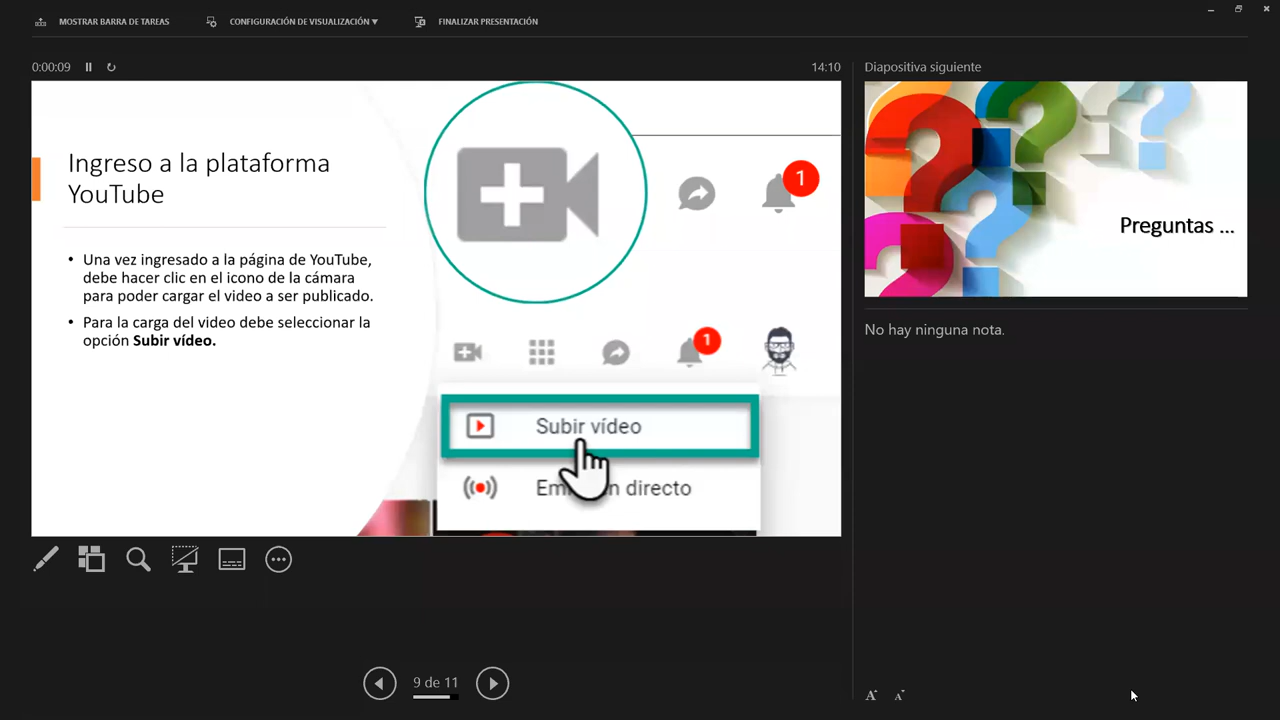 MOSTRAR BARRA DE TAREAS
CONFIGURACIÓN DE VISUALIZACIÓN ▼
FINALIZAR PRESENTACIÓN
0:00:09
14:10
Diapositiva siguiente
Ingreso a la plataforma
YouTube
• Una vez ingresado a la página de YouTube,
debe hacer clic en el icono de la cámara
para poder cargar el video a ser publicado.
• Para la carga del video debe seleccionar la
opción Subir vídeo.
1
1
Subir vídeo
directo
Preguntas ...
No hay ninguna nota.
9 de 11
A A